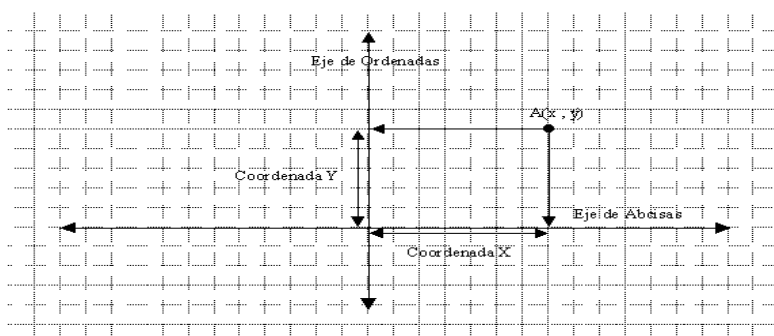 Eje de Ordenadas
A(x , y)
Coordenada Y
Eje de Abcisas
Coordenada X